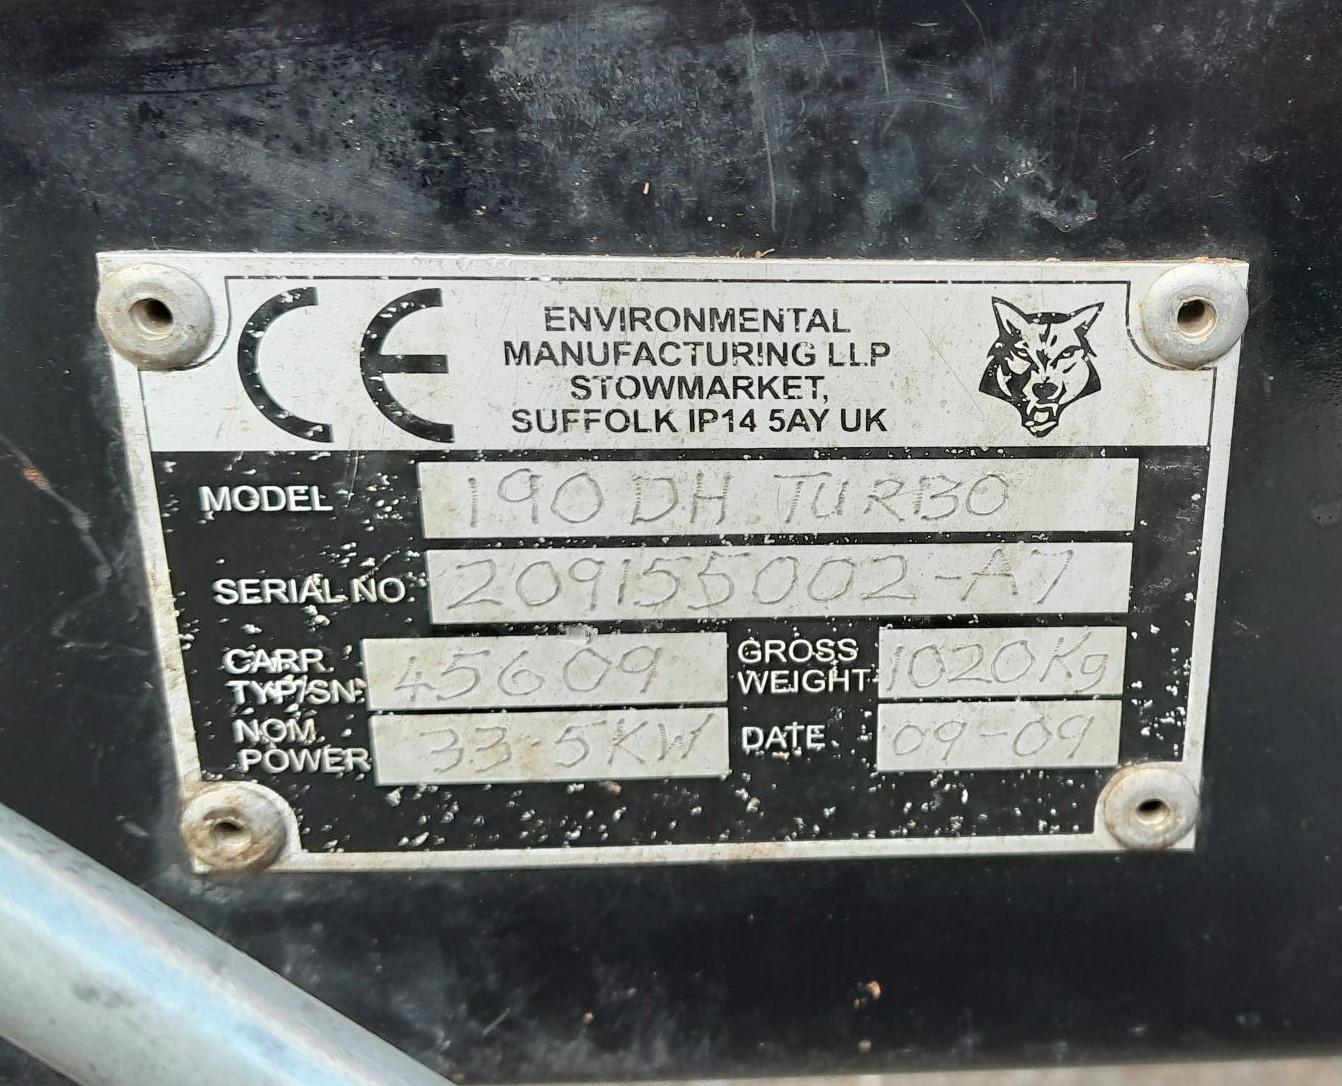 CE
ENVIRONMENTAL
MANUFACTURING LLP
STOWMARKET,
SUFFOLK IP14 5AY UK
MODEL 190 DH. TURBO
SERIAL NO. 209155002-A7
CARR. TYP/SN: 45609
GROSS WEIGHT 1020Kg
NOM. POWER 33.5KW
DATE 09-09